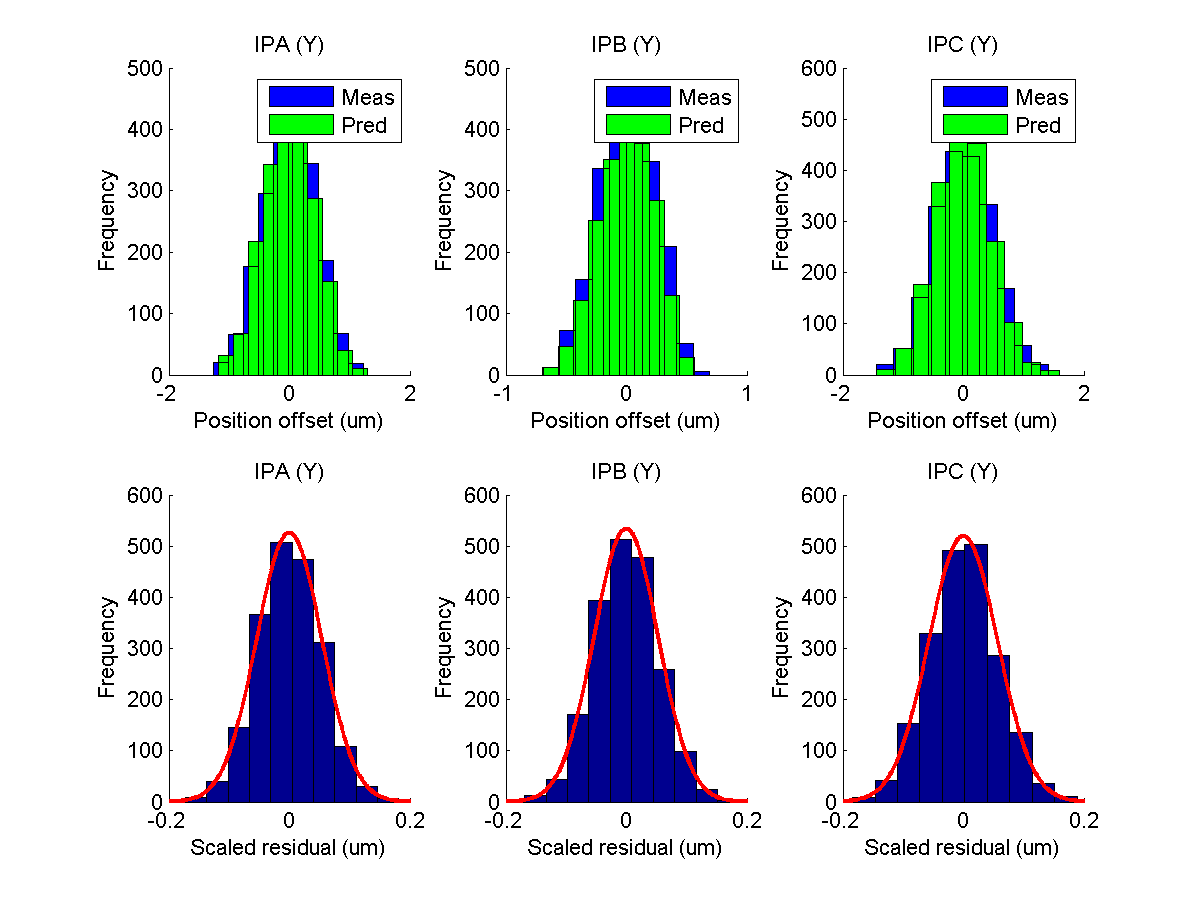 IPA (Y)
IPB (Y)
IPC (Y)
500
400
300
200
100
0
-2
0
2
Frequency
Position offset (um)
Meas
Pred
500
400
300
200
100
0
-1
0
1
Frequency
Position offset (um)
Meas
Pred
600
500
400
300
200
100
0
-2
0
2
Frequency
Position offset (um)
Meas
Pred
IPA (Y)
IPB (Y)
IPC (Y)
600
500
400
300
200
100
0
-0.2
0
0.2
Frequency
Scaled residual (um)
600
500
400
300
200
100
0
-0.2
0
0.2
Frequency
Scaled residual (um)
600
500
400
300
200
100
0
-0.2
0
0.2
Frequency
Scaled residual (um)